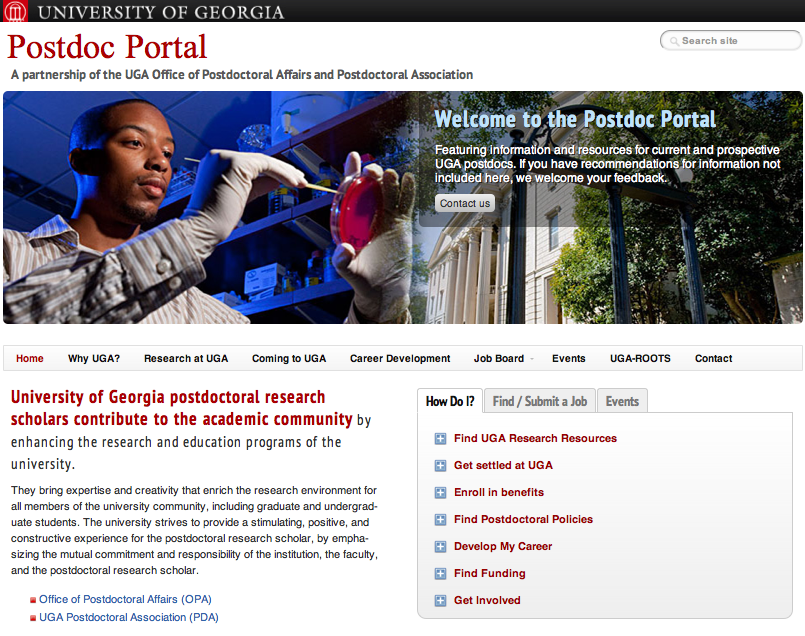 UNIVERSITY OF GEORGIA
Postdoc Portal
Search site
A partnership of the UGA Office of Postdoctoral Affairs and Postdoctoral Association
Welcome to the Postdoc Portal
Featuring information and resources for current and prospective
UGA postdocs. If you have recommendations for information not
included here, we welcome your feedback.
Contact us
Home Why UGA? Research at UGA Coming to UGA Career Development Job Board Events UGA-ROOTS Contact
University of Georgia postdoctoral research
scholars contribute to the academic community by
enhancing the research and education programs of the
university.
They bring expertise and creativity that enrich the research environment for
all members of the university community, including graduate and undergrad-
uate students. The university strives to provide a stimulating, positive, and
constructive experience for the postdoctoral research scholar, by empha-
sizing the mutual commitment and responsibility of the institution, the faculty,
and the postdoctoral research scholar.
Office of Postdoctoral Affairs (OPA)
UGA Postdoctoral Association (PDA)
How Do I? Find / Submit a Job Events
Find UGA Research Resources
Get settled at UGA
Enroll in benefits
Find Postdoctoral Policies
Develop My Career
Find Funding
Get Involved